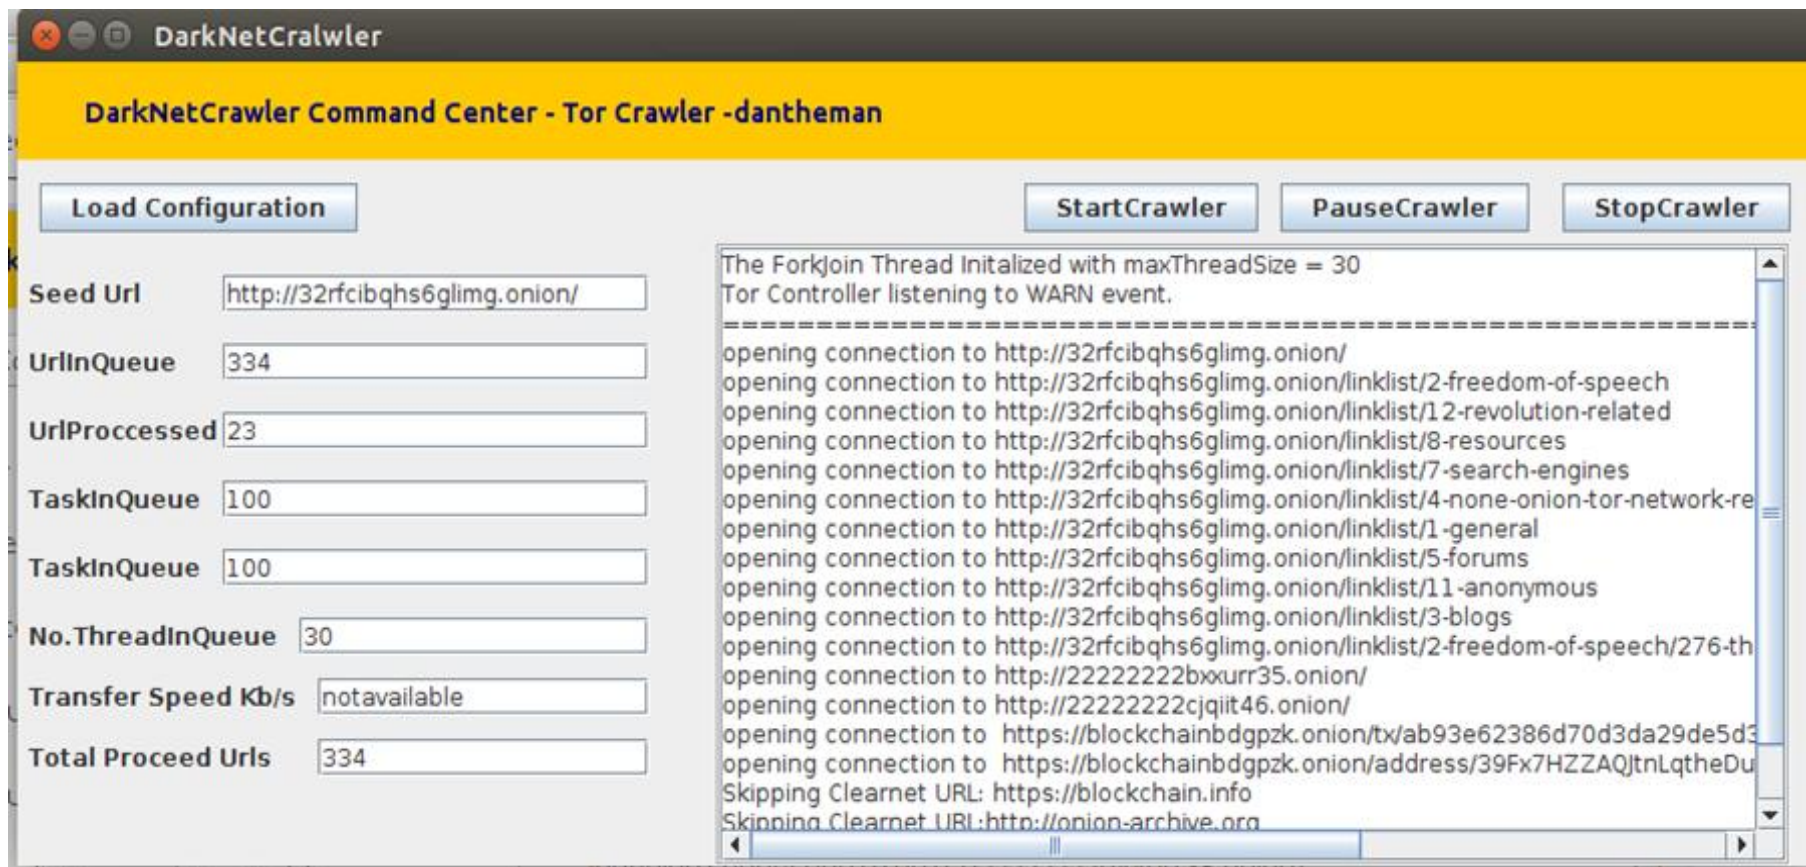 DarkNetCralwler
DarkNetCrawler Command Center - Tor Crawler -dantheman
Load Configuration
StartCrawler PauseCrawler StopCrawler
Seed Url http://32rfcibqhs6glimg.onion/
UrlInQueue 334
UrlProccessed 23
TaskInQueue 100
TaskInQueue 100
No.ThreadInQueue 30
Transfer Speed Kb/s notavailable
Total Proceed Urls 334
The ForkJoin Thread Initalized with maxThreadSize = 30
Tor Controller listening to WARN event.
=======================================================
opening connection to http://32rfcibqhs6glimg.onion/
opening connection to http://32rfcibqhs6glimg.onion/linklist/2-freedom-of-speech
opening connection to http://32rfcibqhs6glimg.onion/linklist/12-revolution-related
opening connection to http://32rfcibqhs6glimg.onion/linklist/8-resources
opening connection to http://32rfcibqhs6glimg.onion/linklist/7-search-engines
opening connection to http://32rfcibqhs6glimg.onion/linklist/4-none-onion-tor-network-re
opening connection to http://32rfcibqhs6glimg.onion/linklist/1-general
opening connection to http://32rfcibqhs6glimg.onion/linklist/5-forums
opening connection to http://32rfcibqhs6glimg.onion/linklist/11-anonymous
opening connection to http://32rfcibqhs6glimg.onion/linklist/3-blogs
opening connection to http://32rfcibqhs6glimg.onion/linklist/2-freedom-of-speech/276-th
opening connection to http://22222222bxxurr35.onion/
opening connection to http://22222222cjqiit46.onion/
opening connection to https://blockchainbdgpzk.onion/tx/ab93e62386d70d3da29de5d3
opening connection to https://blockchainbdgpzk.onion/address/39Fx7HZZAQJtnLqtheDu
Skipping Clearnet URL: https://blockchain.info
Skipping Clearnet URL:http://onion-archive.org